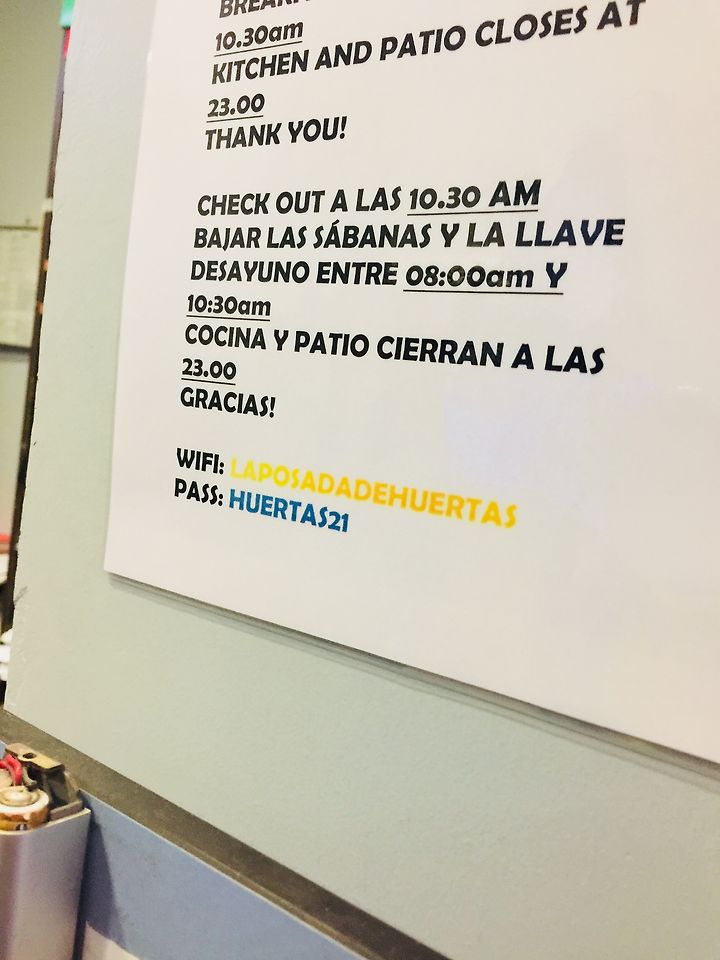 10.30am
KITCHEN AND PATIO CLOSES AT
23.00
THANK YOU!
CHECK OUT A LAS 10.30 AM
BAJAR LAS SÁBANAS Y LA LLAVE
DESAYUNO ENTRE 08:00am Y
10:30am
COCINA Y PATIO CIERRAN A LAS
23.00
GRACIAS!
WIFI: LAPOSADADEHUERTAS
PASS: HUERTAS21